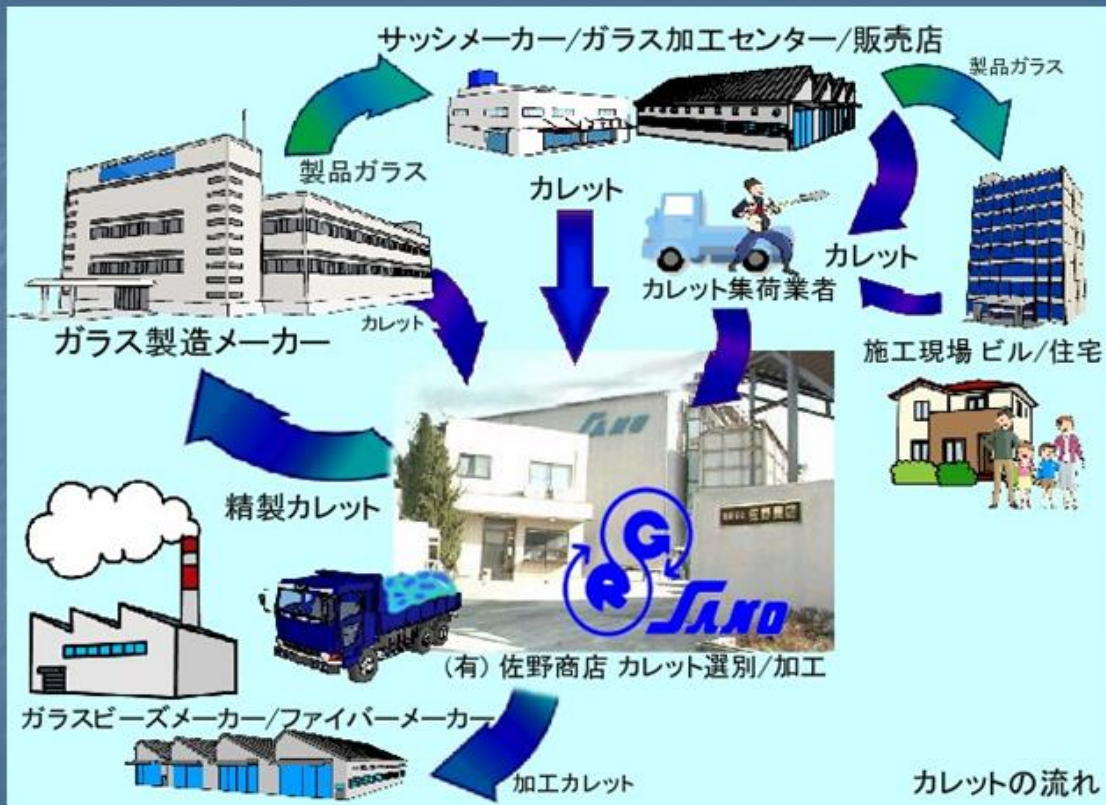 サッシメーカー/ガラス加工センター/販売店
製品ガラス
製品ガラス
カレット
カレット
カレット集荷業者
カレット
ガラス製造メーカー
施工現場 ビル/住宅
SANO
佐野商店
精製カレット
G
R
SANO
(有) 佐野商店 カレット選別/加工
ガラスビーズメーカー/ファイバーメーカー
加工カレット
カレットの流れ